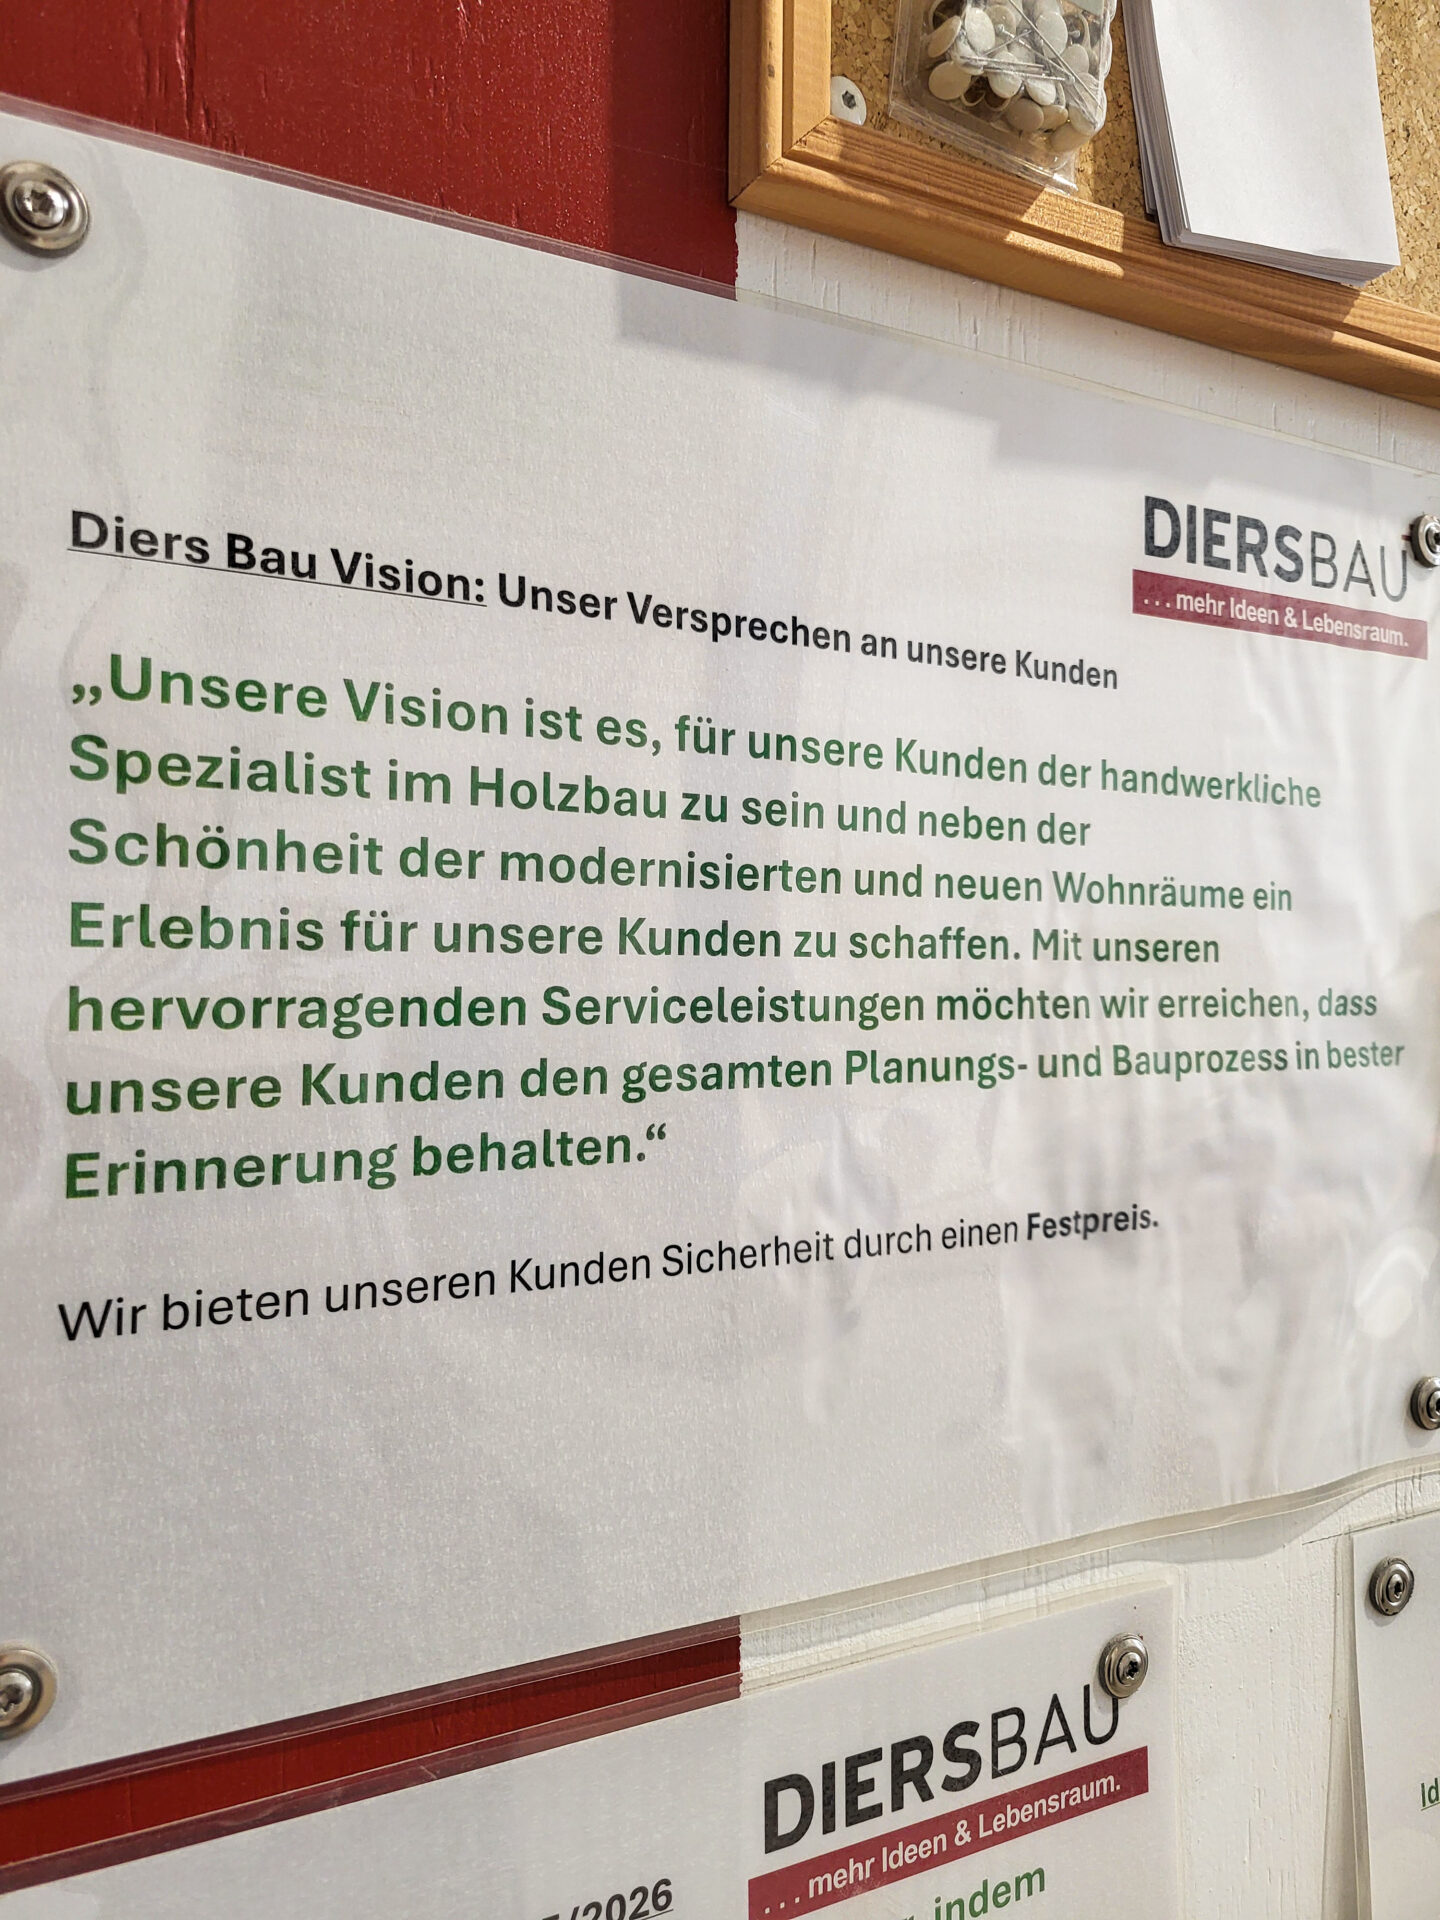 DIERSBAU
...mehr Ideen & Lebensraum.
Diers Bau Vision: Unser Versprechen an unsere Kunden
„Unsere Vision ist es, für unsere Kunden der handwerkliche
Spezialist im Holzbau zu sein und neben der
Schönheit der modernisierten und neuen Wohnräume ein
Erlebnis für unsere Kunden zu schaffen. Mit unseren
hervorragenden Serviceleistungen möchten wir erreichen, dass
unsere Kunden den gesamten Planungs- und Bauprozess in bester
Erinnerung behalten.“
Wir bieten unseren Kunden Sicherheit durch einen Festpreis.
DIERSBAU
...mehr Ideen & Lebensraum.
/2026
indem